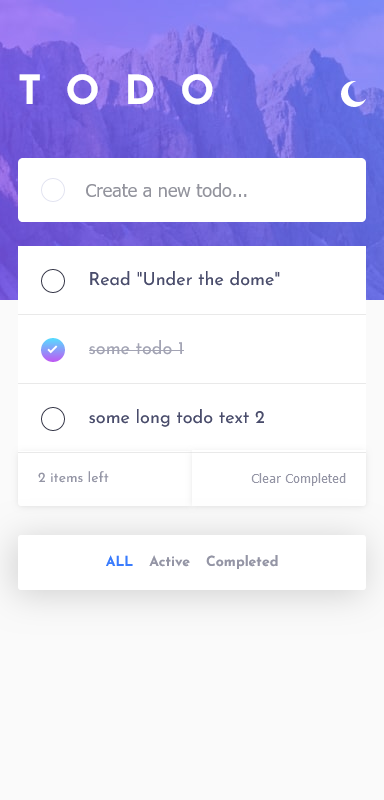 TODO
Create a new todo...
Read "Under the dome"
some todo 1
some long todo text 2
2 items left Clear Completed
ALL Active Completed